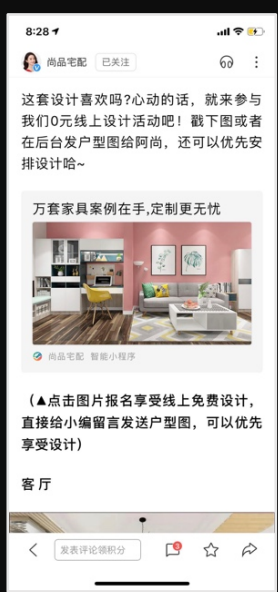 8:28
尚品宅配 已关注
这套设计喜欢吗?心动的话，就来参与
我们0元线上设计活动吧！戳下图或者
在后台发户型图给阿尚，还可以优先安
排设计哈~
万套家具案例在手,定制更无忧
尚品宅配 智能小程序
（▲点击图片报名享受线上免费设计，
直接给小编留言发送户型图，可以优先
享受设计）
客厅
发表评论领积分
3